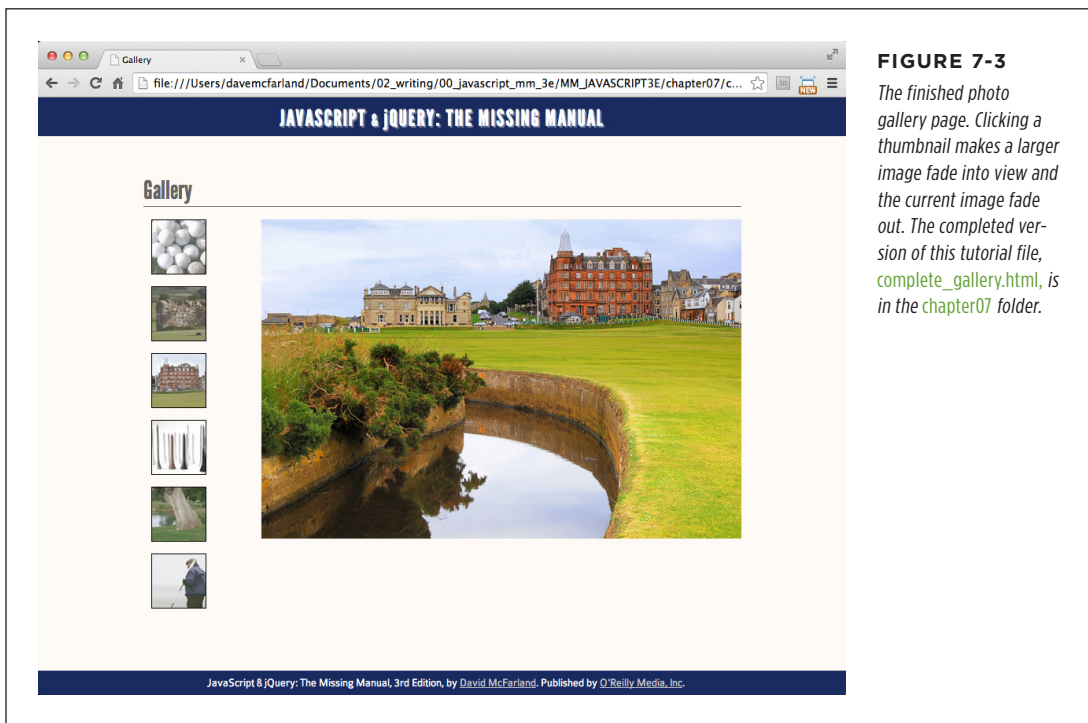 Gallery
file:///Users/davemcfarland/Documents/02_writing/00_javascript_mm_3e/MM_JAVASCRIPT3E/chapter07/c...
NEW
JAVASCRIPT & jQUERY: THE MISSING MANUAL
Gallery
JavaScript & jQuery: The Missing Manual, 3rd Edition, by David McFarland. Published by O'Reilly Media, Inc.
FIGURE 7-3
The finished photo
gallery page. Clicking a
thumbnail makes a larger
image fade into view and
the current image fade
out. The completed ver-
sion of this tutorial file,
complete_gallery.html, is
in the chapter07 folder.